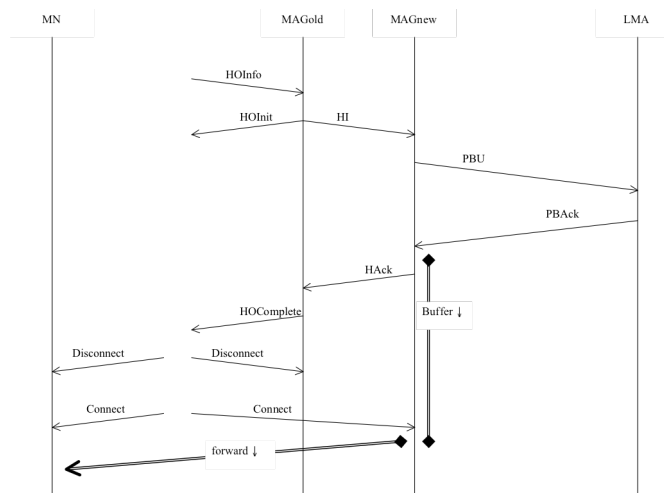 MN MAGold MAGnew LMA
HOInfo
HOInit HI
PBU
PBAck
HAck
HOComplete Buffer ↓
Disconnect Disconnect
Connect Connect
forward ↓